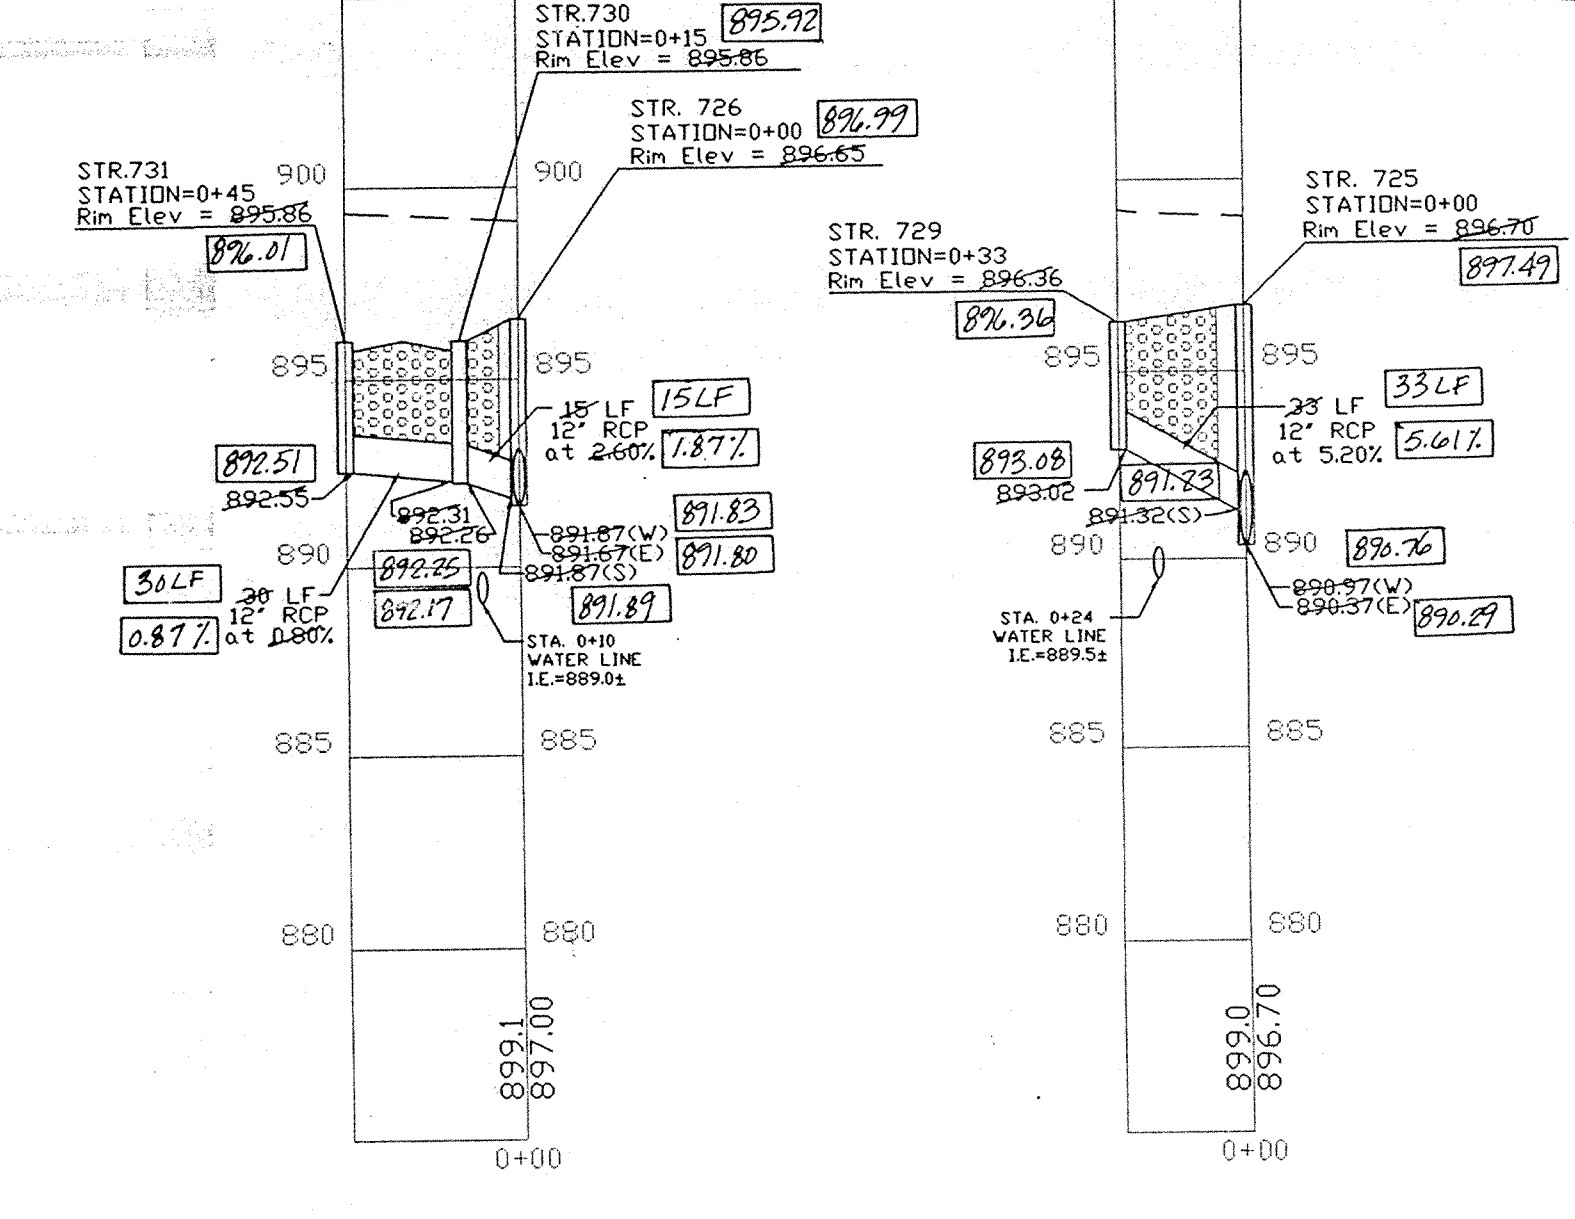 STR.730
STATION=0+15 895.92
Rim Elev = 895.86
STR. 726
STATION=0+00 896.99
Rim Elev = 896.65
STR.731
STATION=0+45
Rim Elev = 895.86
896.01
900
900
STR. 725
STATION=0+00
Rim Elev = 896.70
897.49
STR. 729
STATION=0+33
Rim Elev = 896.36
896.36
895
895
895
895
15 LF 15 LF
12" RCP
at 2.60% 1.87%
33 LF 33 LF
12" RCP
at 5.20% 5.61%
892.51
892.55
893.08
893.02
891.23
891.32(S)
892.31
892.26
891.87(W) 891.83
891.67(E) 891.80
891.87(S)
891.89
890
890
890
890.76
890.97(W)
890.37(E) 890.29
892.25
892.17
30 LF
30 LF
12" RCP
0.87% at 0.80%
STA. 0+10
WATER LINE
I.E.=889.0±
STA. 0+24
WATER LINE
I.E.=889.5±
885
885
885
885
880
880
880
880
899.1
897.00
899.0
896.70
0+00
0+00